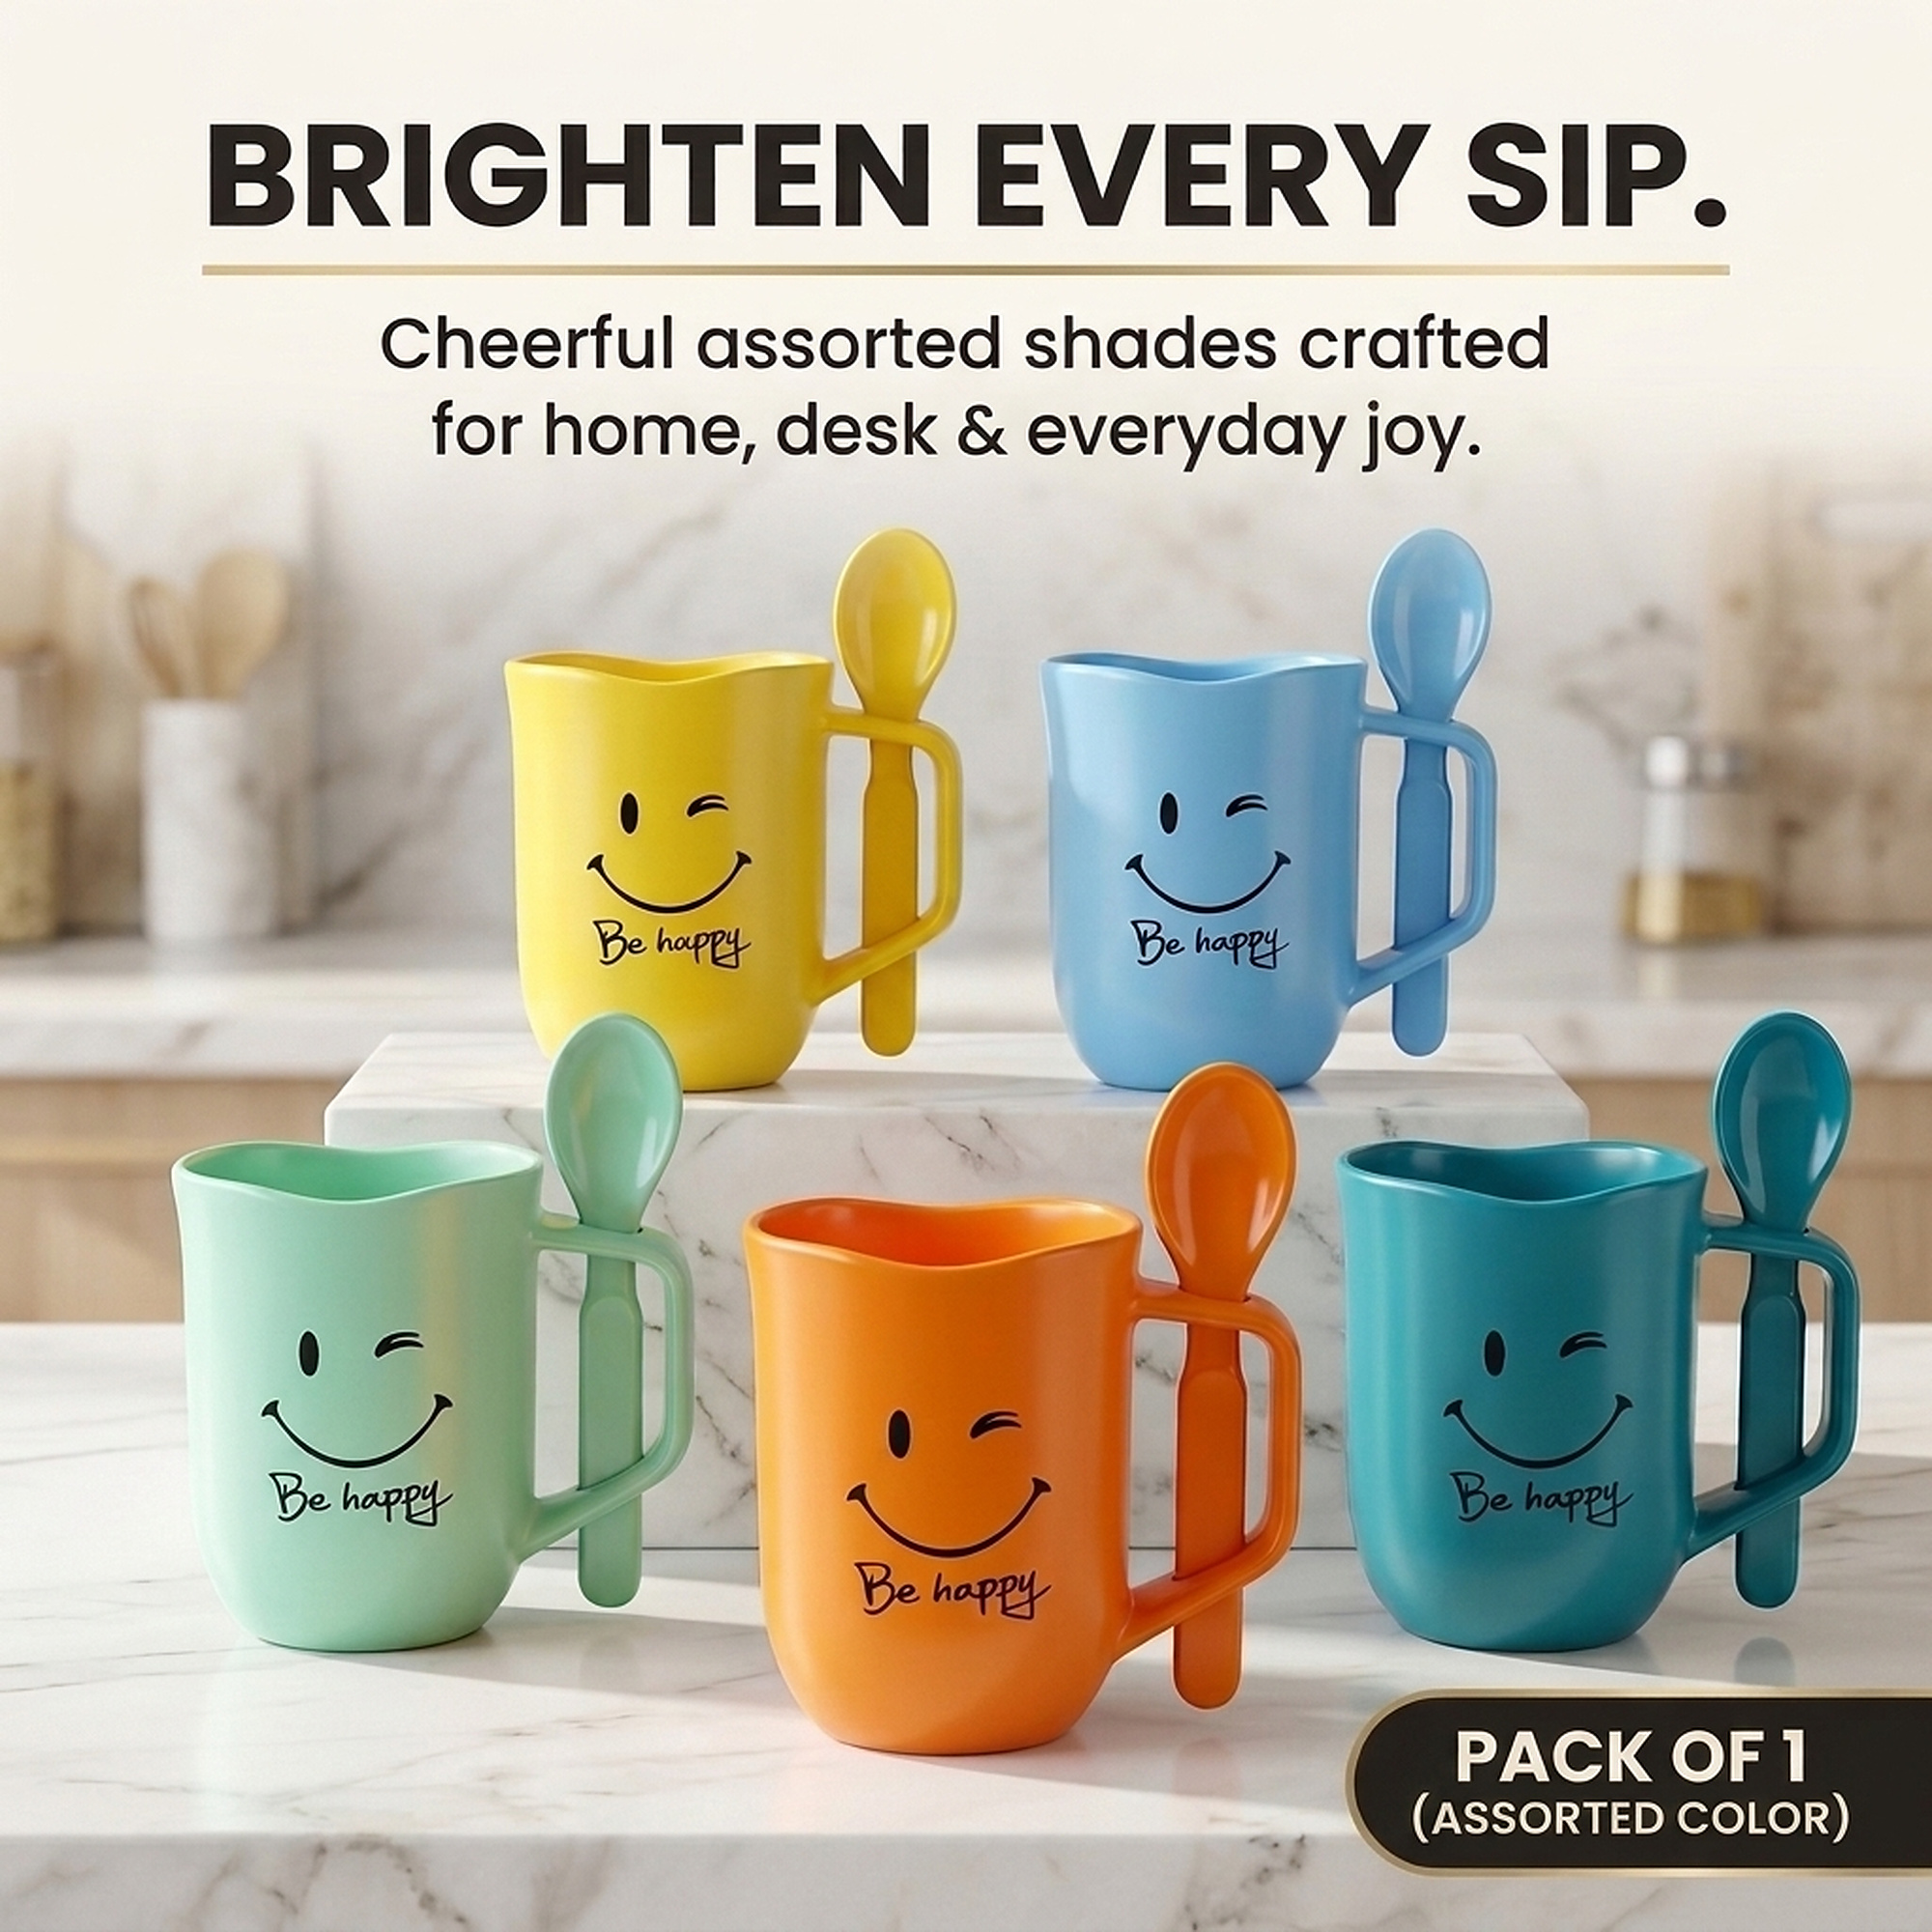 BRIGHTEN EVERY SIP.
Cheerful assorted shades crafted
for home, desk & everyday joy.
Be happy
Be happy
Be happy
Be happy
Be happy
PACK OF 1
(ASSORTED COLOR)